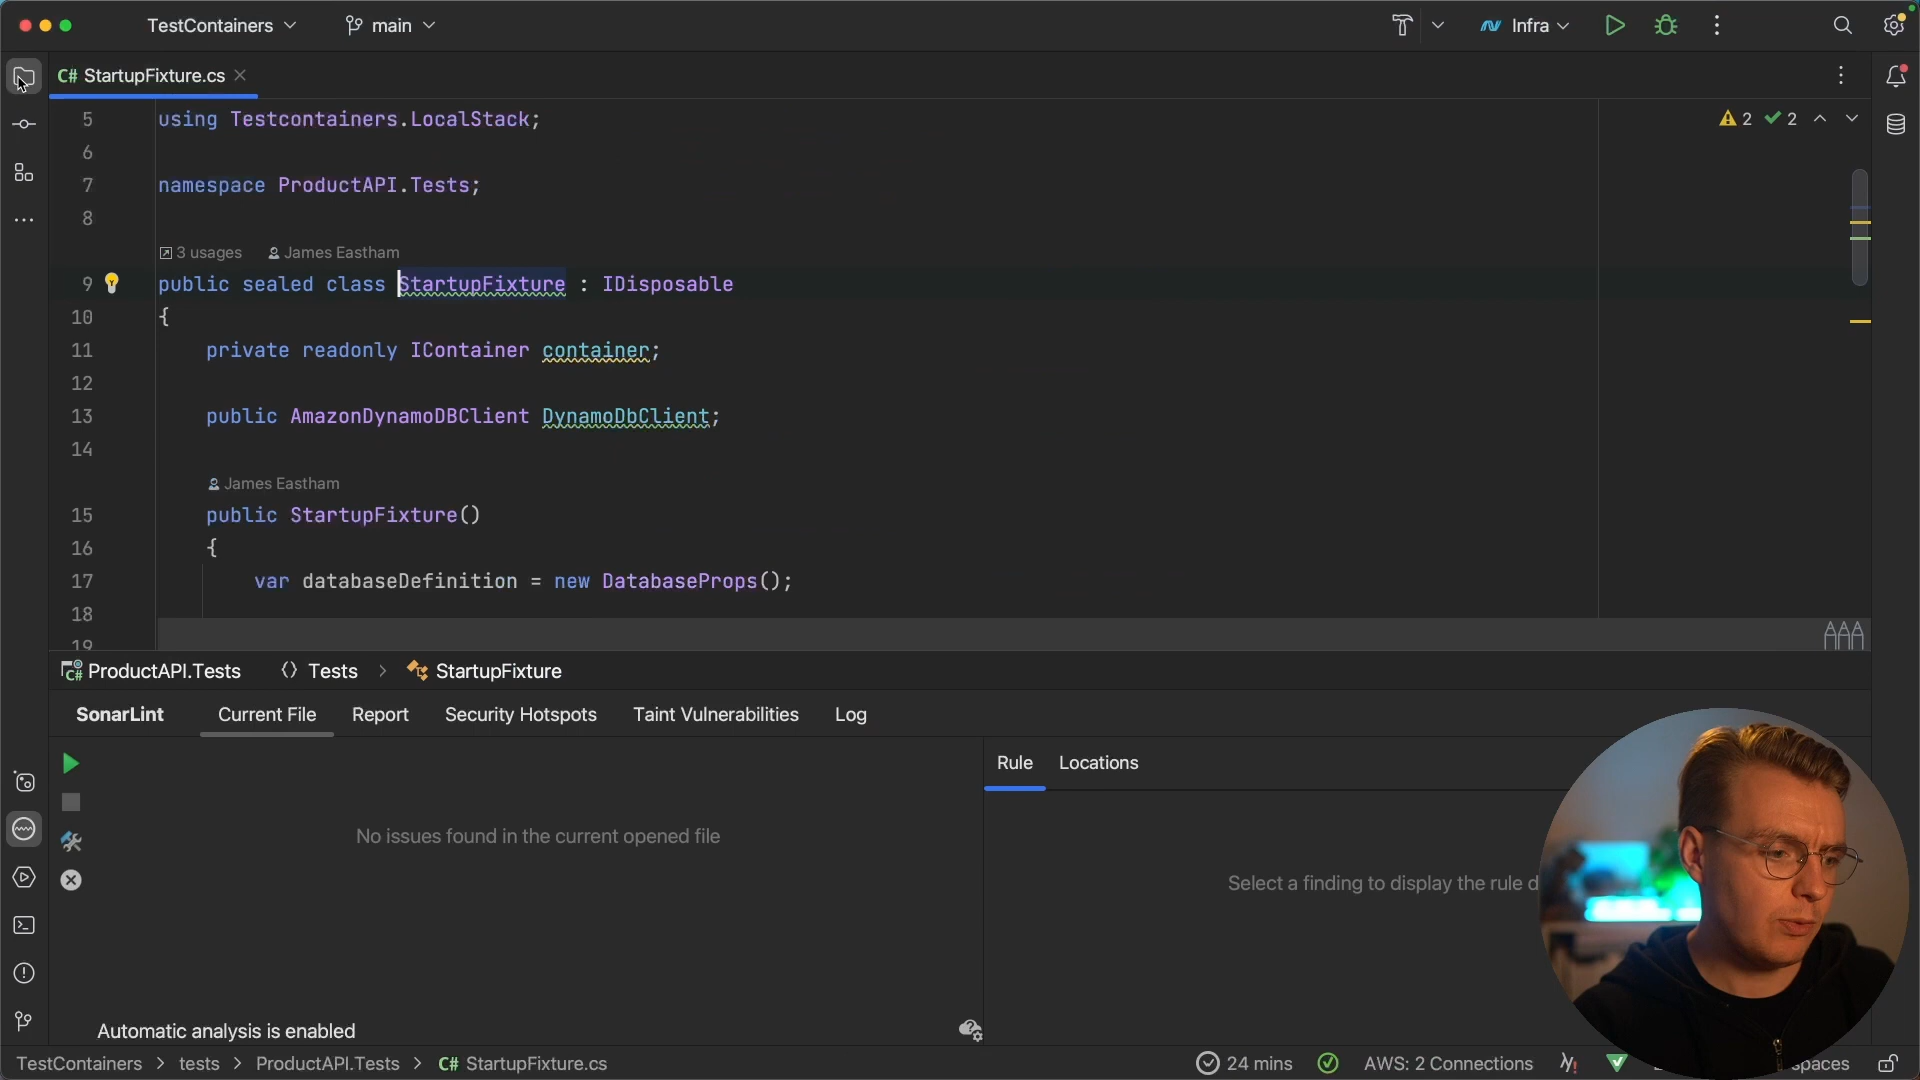 TestContainers
main
Infra
C# StartupFixture.cs
5 using Testcontainers.LocalStack;
2 2
6
7 namespace ProductAPI.Tests;
8
3 usages James Eastham
9 public sealed class StartupFixture : IDisposable
10 {
11 private readonly IContainer container;
12
13 public AmazonDynamoDBClient DynamoDbClient;
14
James Eastham
15 public StartupFixture()
16 {
17 var databaseDefinition = new DatabaseProps();
18
19
C# ProductAPI.Tests Tests > StartupFixture
SonarLint Current File Report Security Hotspots Taint Vulnerabilities Log
Rule Locations
No issues found in the current opened file
Select a finding to display the rule d
Automatic analysis is enabled
TestContainers > tests > ProductAPI.Tests > C# StartupFixture.cs
24 mins AWS: 2 Connections spaces